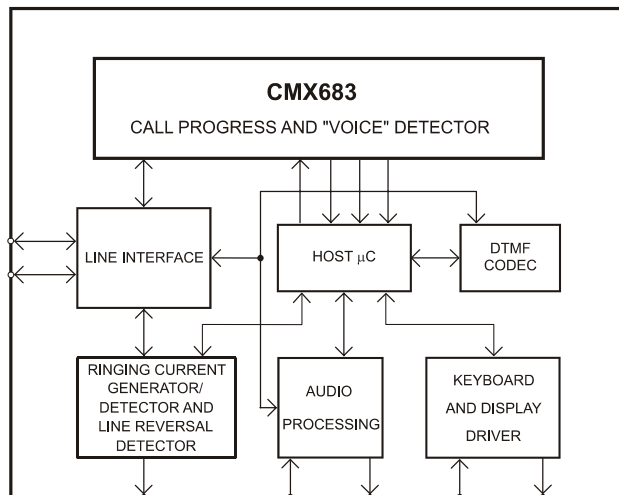 CMX683
CALL PROGRESS AND "VOICE" DETECTOR
LINE INTERFACE
HOST µC
DTMF
CODEC
RINGING CURRENT
GENERATOR/
DETECTOR AND
LINE REVERSAL
DETECTOR
AUDIO
PROCESSING
KEYBOARD
AND DISPLAY
DRIVER